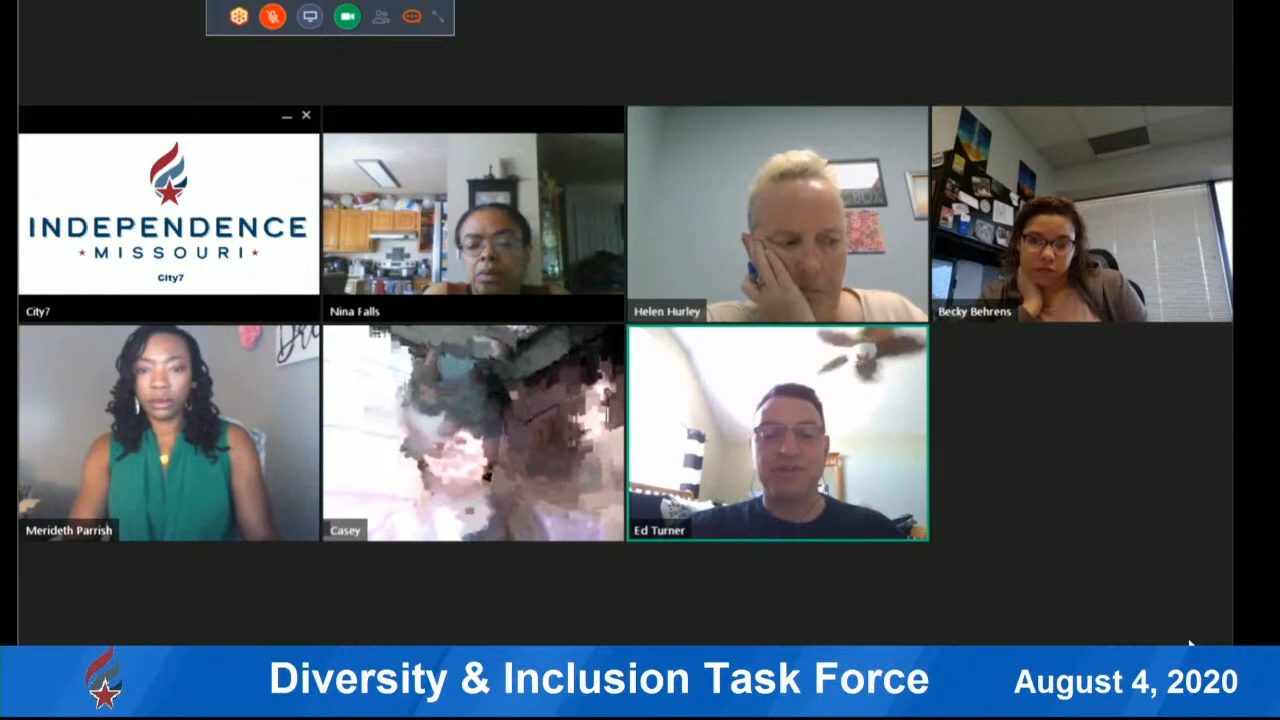 INDEPENDENCE
MISSOURI
City7
City7
Nina Falls
Helen Hurley
Becky Behrens
Merideth Parrish
Casey
Ed Turner
Diversity & Inclusion Task Force
August 4, 2020